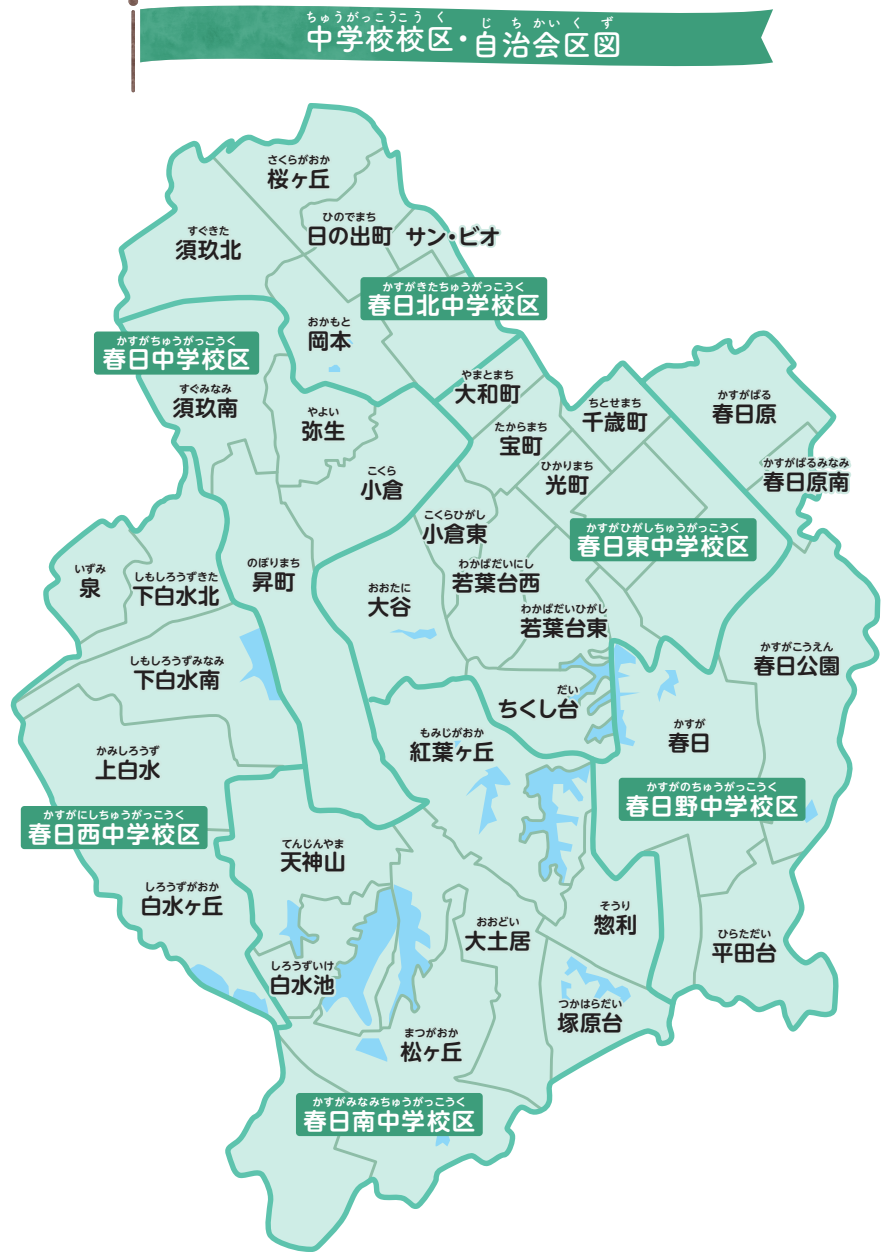 ちゅうがっこうこうく じちかいくず
中学校校区・自治会区図
さくらがおか
桜ヶ丘
ひのでまち
日の出町
サン・ビオ
すぐきた
須玖北
かすがきたちゅうがっこうく
春日北中学校区
おかもと
岡本
かすがちゅうがっこうく
春日中学校区
すぐみなみ
須玖南
やよい
弥生
やまとまち
大和町
ちとせまち
千歳町
かすがばる
春日原
たからまち
宝町
ひかりまち
光町
かすがばるみなみ
春日原南
こくら
小倉
こくらひがし
小倉東
かすがひがしちゅうがっこうく
春日東中学校区
いずみ
泉
しもしろうずきた
下白水北
のぼりまち
昇町
おおたに
大谷
わかばだいにし
若葉台西
わかばだいひがし
若葉台東
しもしろうずみなみ
下白水南
かすがこうえん
春日公園
だい
ちくし台
かすが
春日
もみじがおか
紅葉ヶ丘
かみしろうず
上白水
かすがのちゅうがっこうく
春日野中学校区
かすがにしちゅうがっこうく
春日西中学校区
てんじんやま
天神山
しろうずがおか
白水ヶ丘
おおどい
大土居
そうり
惣利
ひらただい
平田台
しろうずいけ
白水池
つかはらだい
塚原台
まつがおか
松ヶ丘
かすがみなみちゅうがっこうく
春日南中学校区